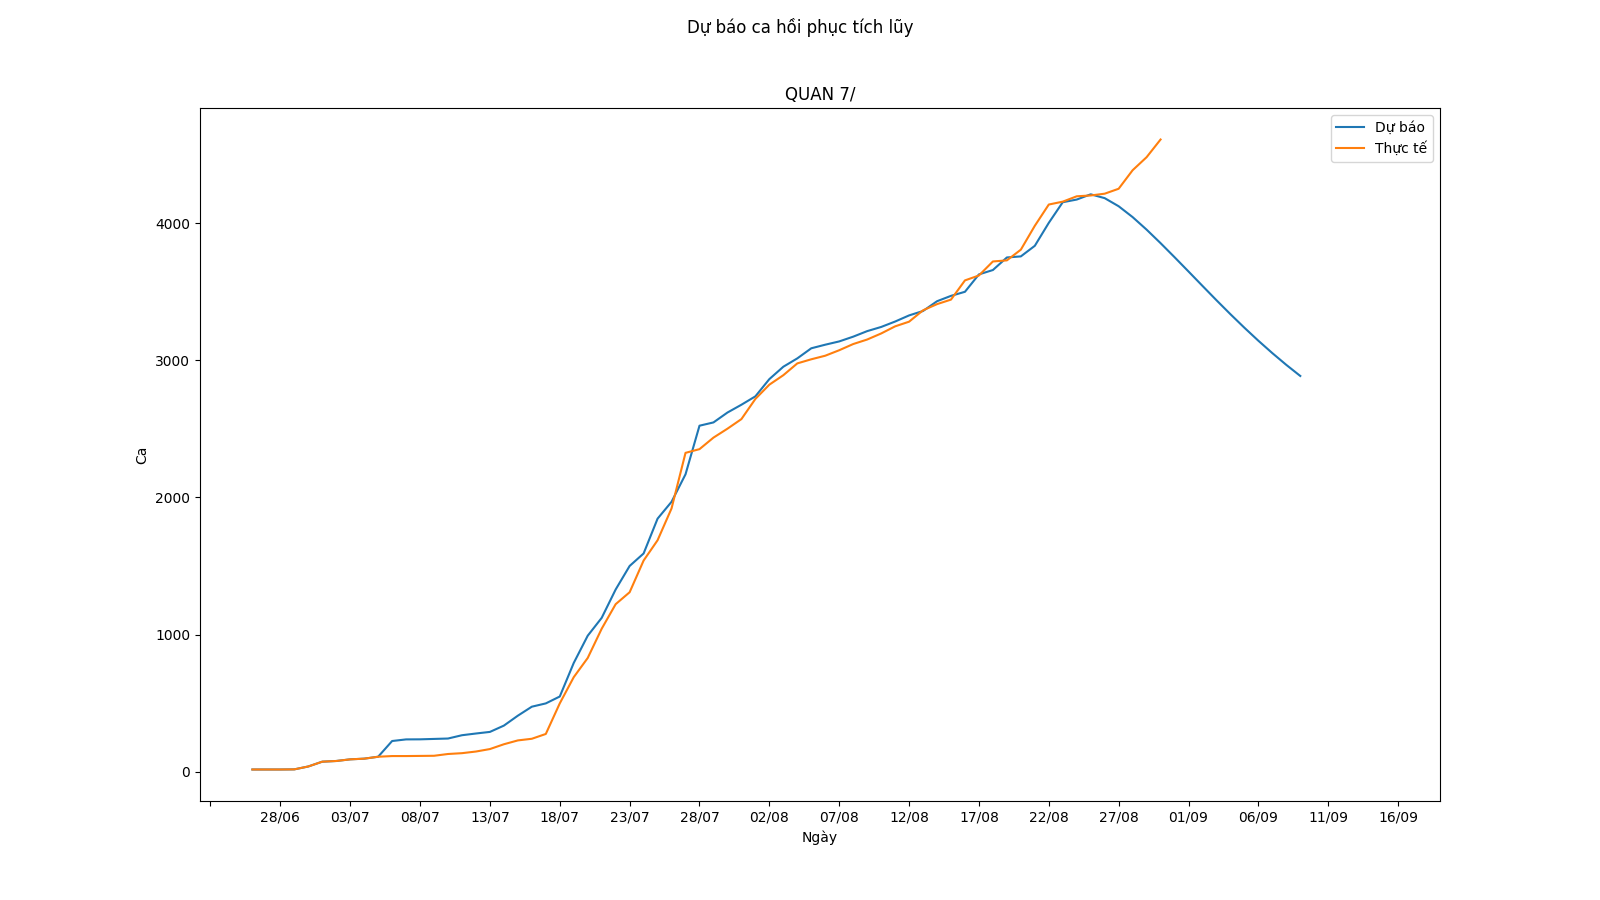 Dự báo ca hồi phục tích lũy
QUAN 7/
Dự báo
Thực tế
4000
3000
2000
1000
0
Ca
28/06 03/07 08/07 13/07 18/07 23/07 28/07 02/08 07/08 12/08 17/08 22/08 27/08 01/09 06/09 11/09 16/09
Ngày